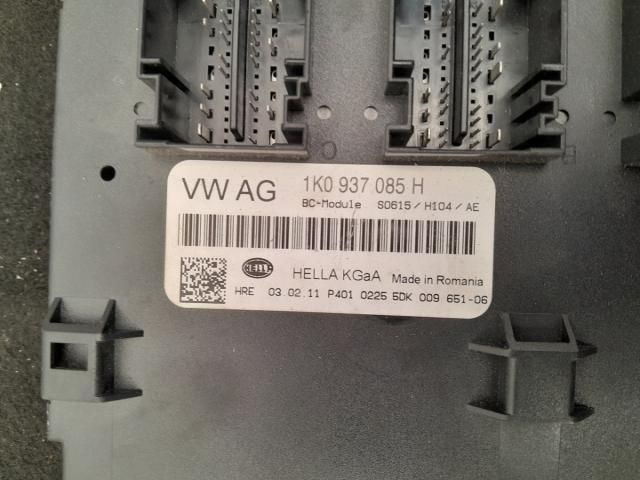 C
E
VW AG 1K0 937 085 H
BC-Module S0615/H104/AE
HELLA HELLA KGaA Made in Romania
HRE 03.02.11 P401 0225 5DK 009 651-06